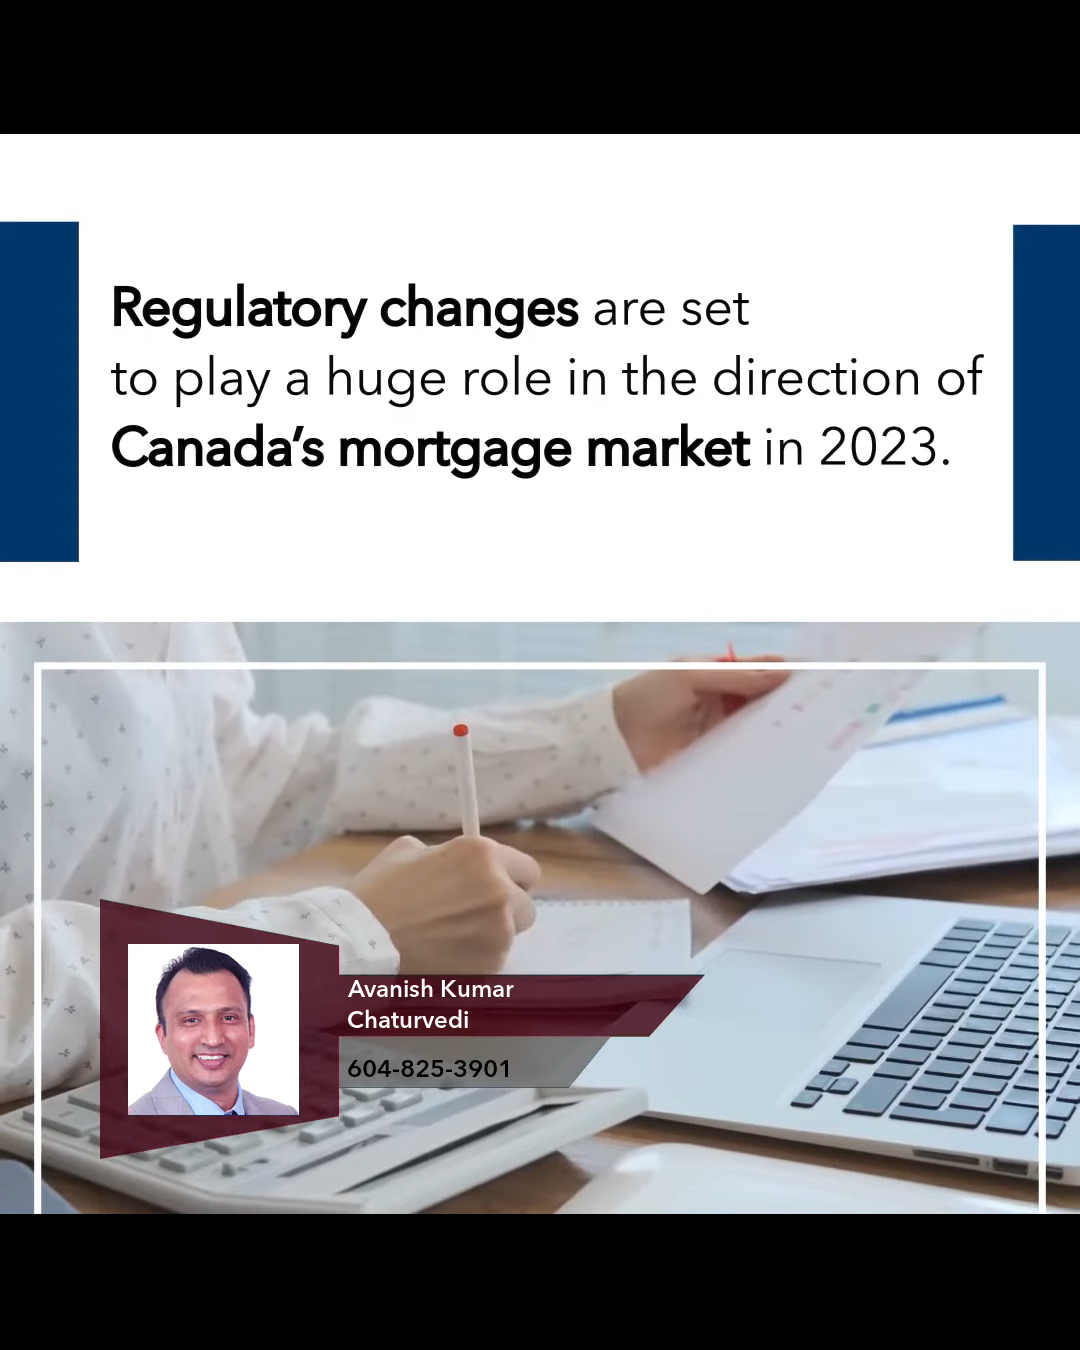 Regulatory changes are set
to play a huge role in the direction of
Canada’s mortgage market in 2023.
Avanish Kumar
Chaturvedi
604-825-3901